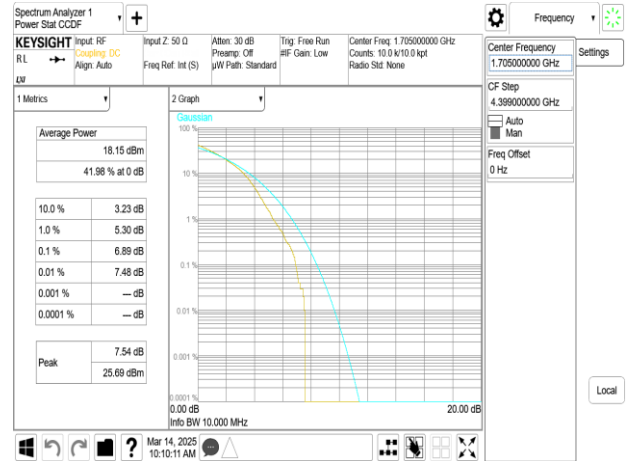 Spectrum Analyzer 1
Power Stat CCDF
+
Frequency
KEYSIGHT
RL
LXI
Input: RF
Coupling: DC
Align: Auto
Input Z: 50 Ω
Freq Ref: Int (S)
Atten: 30 dB
Preamp: Off
µW Path: Standard
Trig: Free Run
#IF Gain: Low
Center Freq: 1.705000000 GHz
Counts: 10.0 k/10.0 kpt
Radio Std: None
Center Frequency
1.705000000 GHz
Settings
CF Step
4.399000000 GHz
Auto
Man
Freq Offset
0 Hz
Local
1 Metrics
Average Power
18.15 dBm
41.98 % at 0 dB
10.0 % 3.23 dB
1.0 % 5.30 dB
0.1 % 6.89 dB
0.01 % 7.48 dB
0.001 % — dB
0.0001 % — dB
Peak
7.54 dB
25.69 dBm
2 Graph
Gaussian
100 %
10 %
1 %
0.1 %
0.01 %
0.001 %
0.0001 %
0.00 dB 20.00 dB
Info BW 10.000 MHz
?
Mar 14, 2025
10:10:11 AM